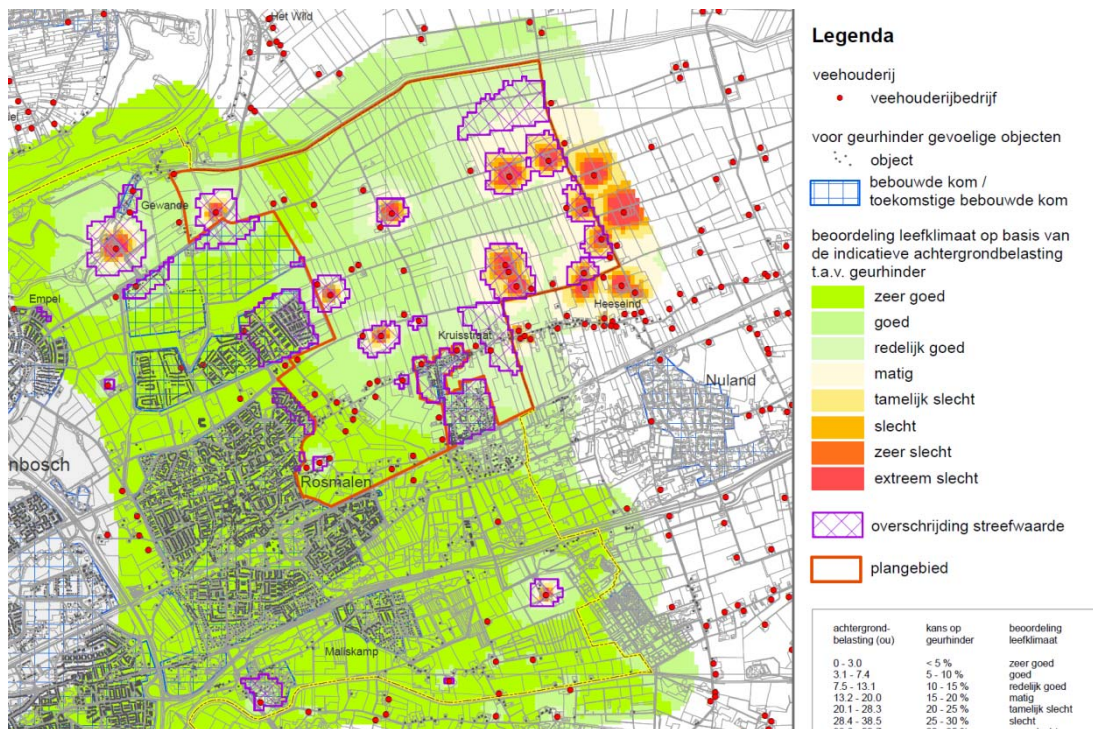 Het Wild
Gewande
Empel
Kruisstraat
Heeseind
Nuland
nbosch
Rosmalen
Maliskamp
Legenda
veehouderij
veehouderijbedrijf
voor geurhinder gevoelige objecten
object
bebouwde kom /
toekomstige bebouwde kom
beoordeling leefklimaat op basis van
de indicatieve achtergrondbelasting
t.a.v. geurhinder
zeer goed
goed
redelijk goed
matig
tamelijk slecht
slecht
zeer slecht
extreem slecht
overschrijding streefwaarde
plangebied
achtergrond- kans op beoordeling
belasting (ou) geurhinder leefklimaat
0 - 3.0 < 5 % zeer goed
3.1 - 7.4 5 - 10 % goed
7.5 - 13.1 10 - 15 % redelijk goed
13.2 - 20.0 15 - 20 % matig
20.1 - 28.3 20 - 25 % tamelijk slecht
28.4 - 38.5 25 - 30 % slecht